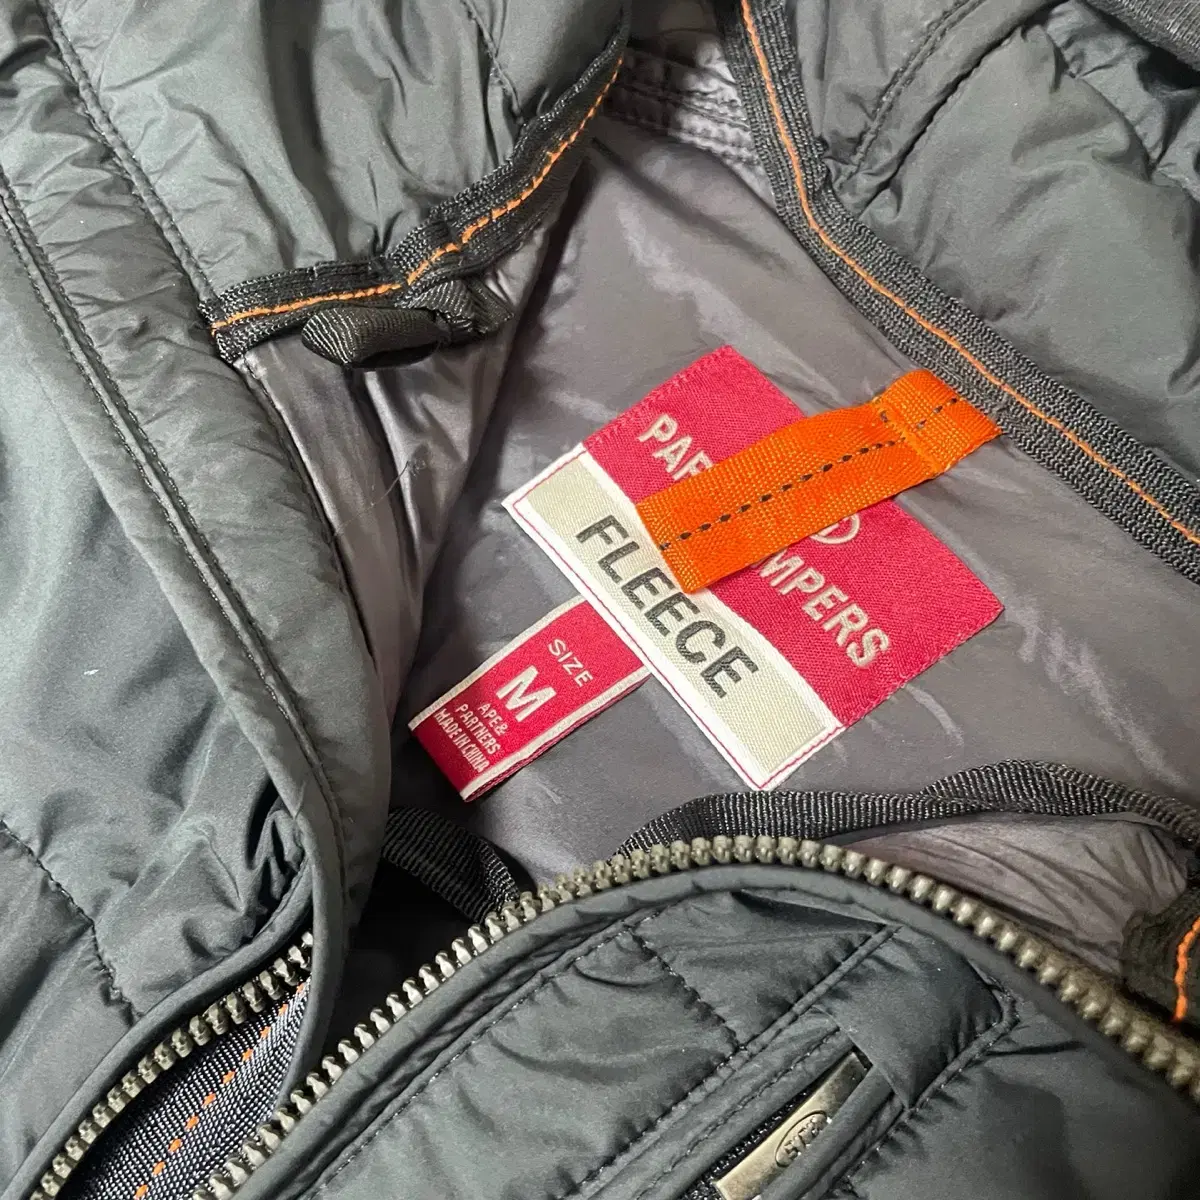 PAR
MPERS
FLEECE
SIZE
M
APE&
PARTNERS
MADE IN CHINA